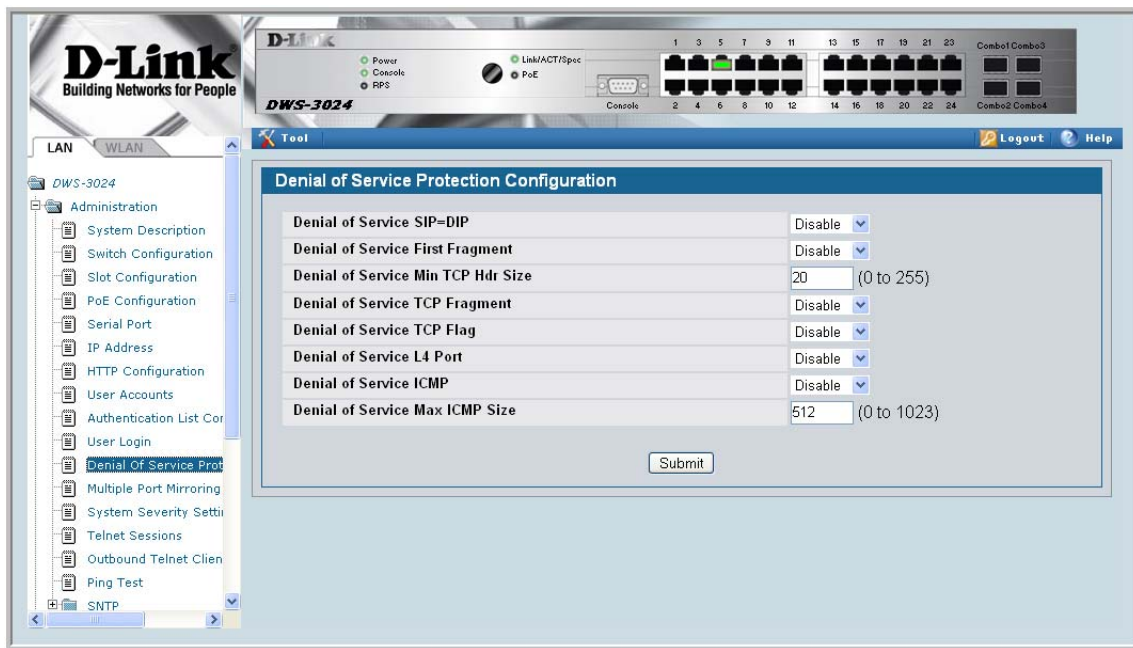 D-Link
Building Networks for People
D-Link
Power
Console
RPS
Link/ACT/Spee
PoE
Console
DWS-3024
1 3 5 7 9 11 13 15 17 19 21 23
2 4 6 8 10 12 14 16 18 20 22 24
Combo1 Combo3
Combo2 Combo4
LAN WLAN
Tool
Logout Help
DWS-3024
Administration
System Description
Switch Configuration
Slot Configuration
PoE Configuration
Serial Port
IP Address
HTTP Configuration
User Accounts
Authentication List Cor
User Login
Denial Of Service Prot
Multiple Port Mirroring
System Severity Setti
Telnet Sessions
Outbound Telnet Clien
Ping Test
SNTP
Denial of Service Protection Configuration
Denial of Service SIP=DIP Disable
Denial of Service First Fragment Disable
Denial of Service Min TCP Hdr Size 20 (0 to 255)
Denial of Service TCP Fragment Disable
Denial of Service TCP Flag Disable
Denial of Service L4 Port Disable
Denial of Service ICMP Disable
Denial of Service Max ICMP Size 512 (0 to 1023)
Submit